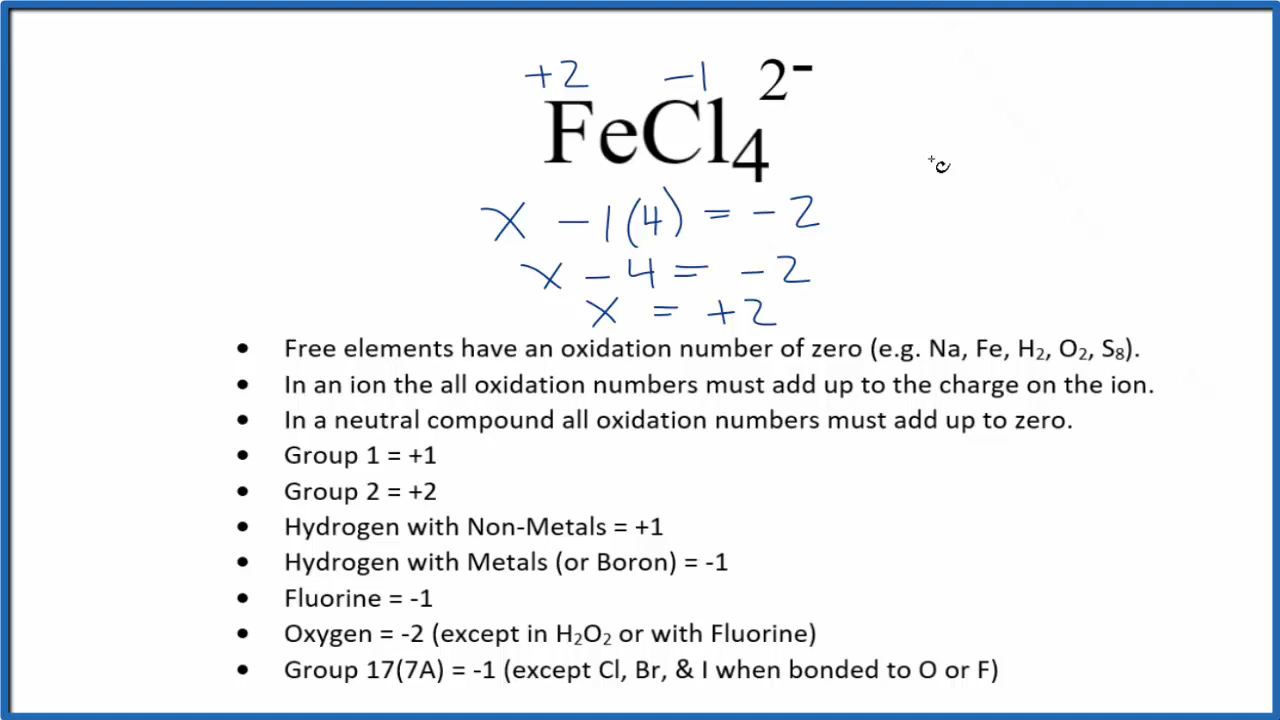 +2 -1
FeCl₄²⁻
x -1(4) = -2
x - 4 = -2
x = +2
• Free elements have an oxidation number of zero (e.g. Na, Fe, H₂, O₂, S₈).
• In an ion the all oxidation numbers must add up to the charge on the ion.
• In a neutral compound all oxidation numbers must add up to zero.
• Group 1 = +1
• Group 2 = +2
• Hydrogen with Non-Metals = +1
• Hydrogen with Metals (or Boron) = -1
• Fluorine = -1
• Oxygen = -2 (except in H₂O₂ or with Fluorine)
• Group 17(7A) = -1 (except Cl, Br, & I when bonded to O or F)